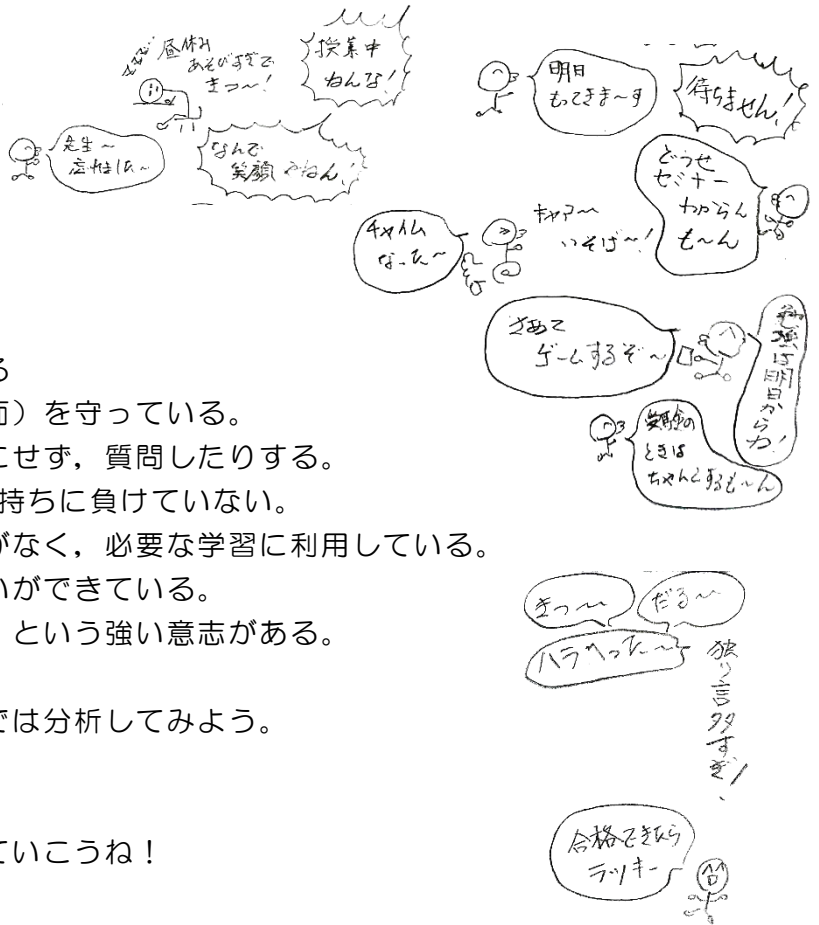 zzz...
昼休み
あそびすぎで
きつ〜!
授業中
ねんな!
先生〜
忘れました〜
なんで
笑顔やねん!
明日
もってきま〜す
待ちません!
どうせ
セミナー
わからん
も〜ん
チャイム
なった〜
キャア〜
いそげ〜!
さあて
ゲームするぞ〜
勉強は明日からね!
受験の
ときは
ちゃんとするも〜ん
る
面）を守っている。
こせず，質問したりする。
持ちに負けていない。
がなく，必要な学習に利用している。
いができている。
という強い意志がある。
きつ〜
だる〜
ハラへった〜
独り言多すぎ!
では分析してみよう。
ていこうね！
合格できたら
ラッキー